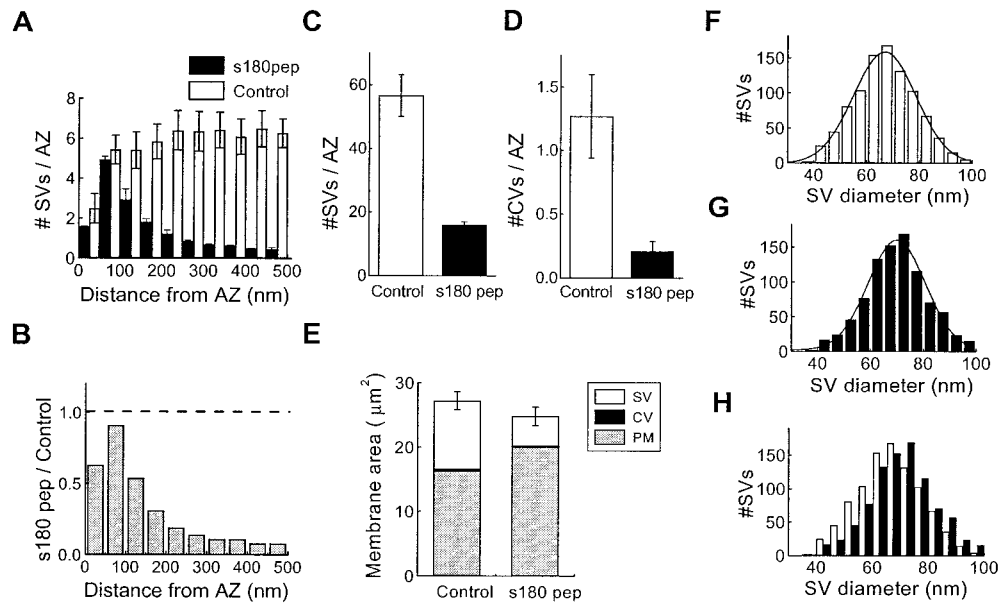 A
s180pep
Control
# SVs / AZ
8
6
4
2
0
0 100 200 300 400 500
Distance from AZ (nm)
C
#SVs / AZ
60
40
20
0
Control s180 pep
D
#CVs / AZ
1.5
1.0
0.5
0.0
Control s180 pep
F
#SVs
150
100
50
0
40 60 80 100
SV diameter (nm)
G
#SVs
150
100
50
0
40 60 80 100
SV diameter (nm)
B
s180 pep / Control
1.0
0.5
0.0
0 100 200 300 400 500
Distance from AZ (nm)
E
Membrane area (μm2)
30
20
10
0
Control s180 pep
SV
CV
PM
H
#SVs
150
100
50
0
40 60 80 100
SV diameter (nm)